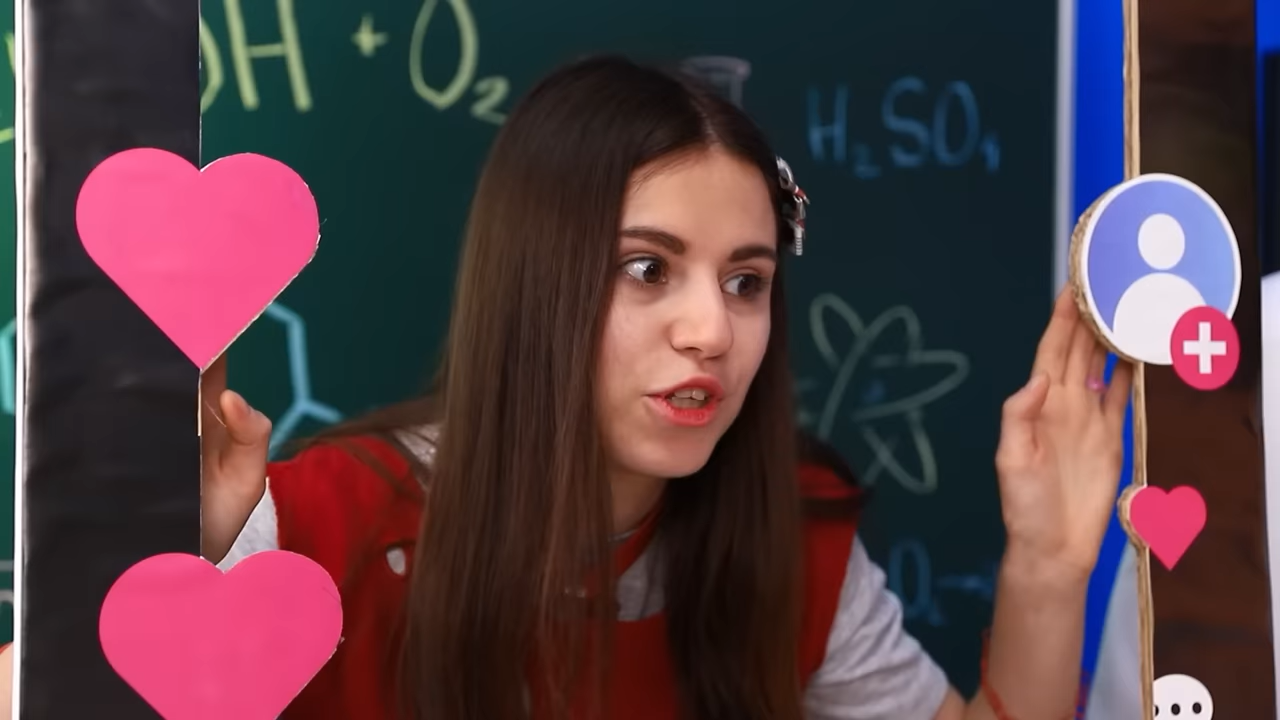 OH + O₂
H₂SO₄